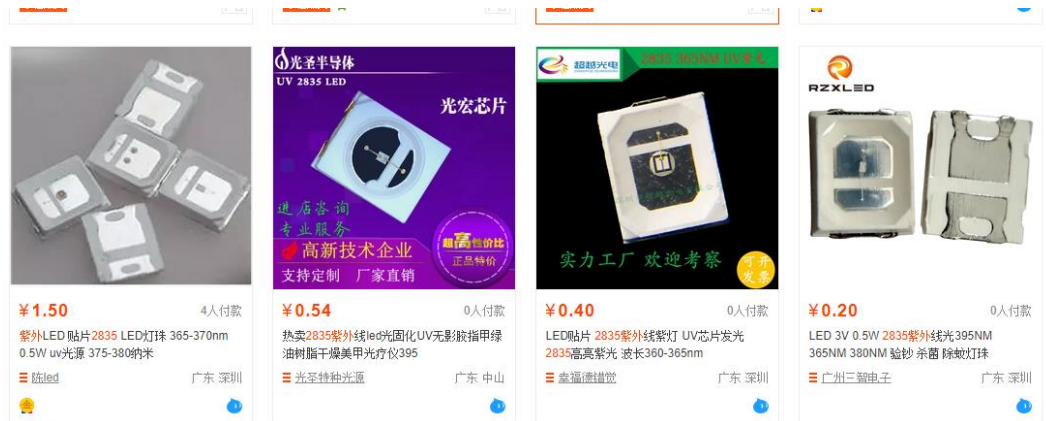 光圣半导体
UV 2835 LED
光宏芯片
进店咨询
专业服务
高新技术企业
支持定制 厂家直销
超高性价比
正品特价
超越光电
2835 365NM UV紫光
实力工厂 欢迎考察
可开
发票
RZXLED
¥1.50
4人付款
紫外LED 贴片2835 LED灯珠 365-370nm
0.5W uv光源 375-380纳米
陈led
广东 深圳
¥0.54
0人付款
热卖2835紫外线led光固化UV无影胶指甲绿
油树脂干燥美甲光疗仪395
光圣特种光源
广东 中山
¥0.40
0人付款
LED贴片 2835紫外线紫灯 UV芯片发光
2835高亮紫光 波长360-365nm
幸福德错觉
广东 深圳
¥0.20
0人付款
LED 3V 0.5W 2835紫外线光395NM
365NM 380NM 验钞 杀菌 除蚊灯珠
广州三智电子
广东 深圳